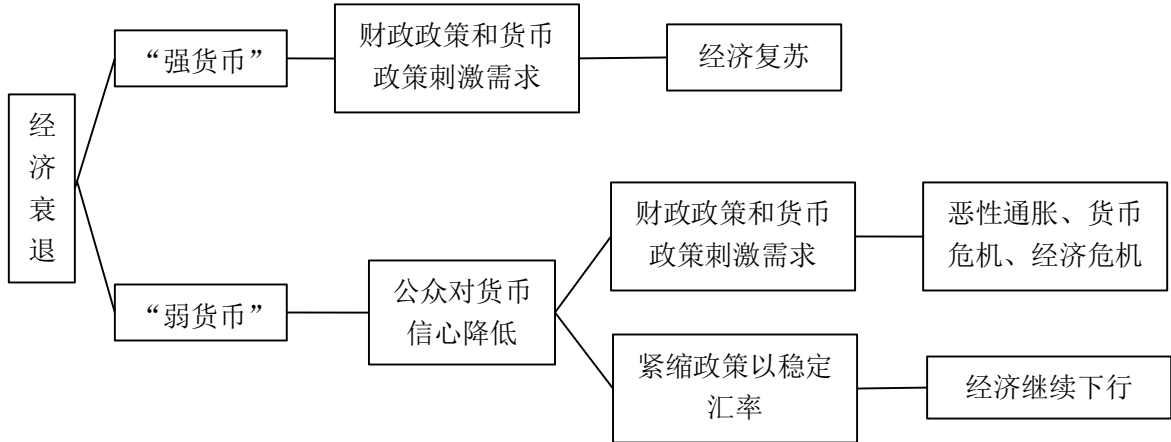 经
济
衰
退
“强货币”
财政政策和货币
政策刺激需求
经济复苏
“弱货币”
公众对货币
信心降低
财政政策和货币
政策刺激需求
恶性通胀、货币
危机、经济危机
紧缩政策以稳定
汇率
经济继续下行